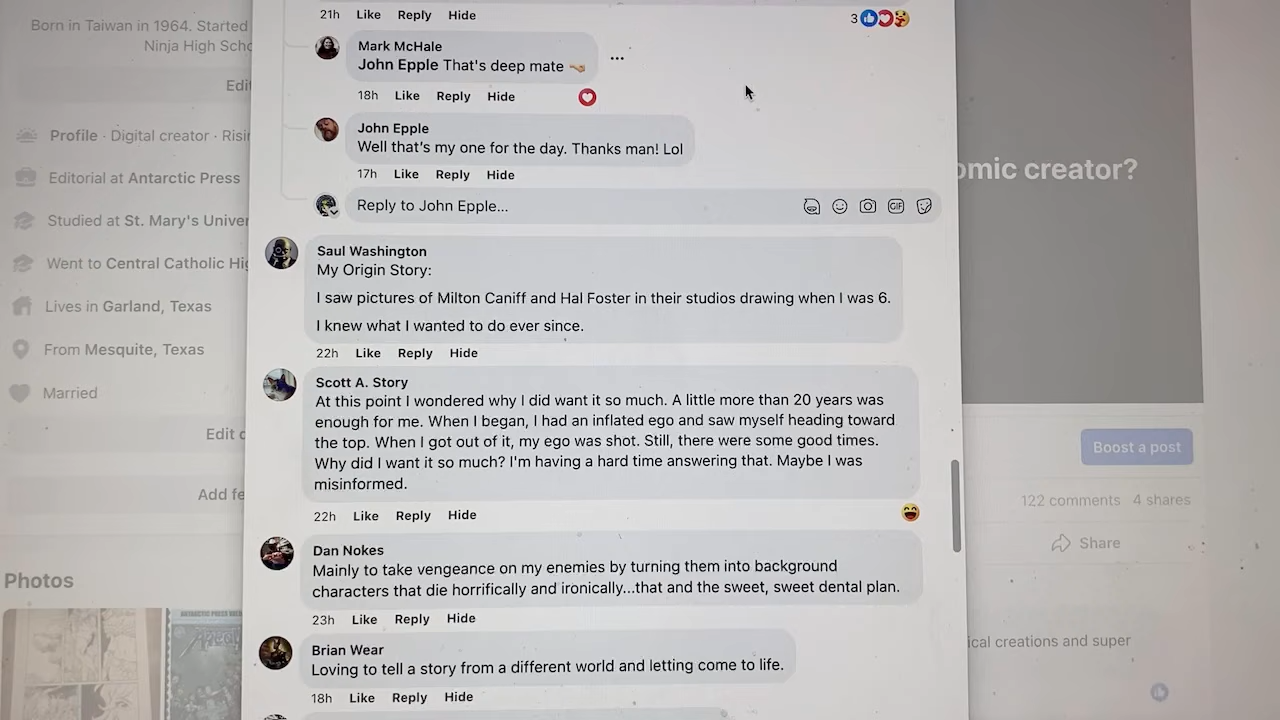 Born in Taiwan in 1964. Started
Ninja High Scho
Edit
Profile · Digital creator · Risin
Editorial at Antarctic Press
Studied at St. Mary's Univer
Went to Central Catholic Hig
Lives in Garland, Texas
From Mesquite, Texas
Married
Edit d
Add fe
Photos
21h Like Reply Hide
3
Mark McHale
John Epple That's deep mate
18h Like Reply Hide
John Epple
Well that's my one for the day. Thanks man! Lol
17h Like Reply Hide
Reply to John Epple...
GIF
Saul Washington
My Origin Story:
I saw pictures of Milton Caniff and Hal Foster in their studios drawing when I was 6.
I knew what I wanted to do ever since.
22h Like Reply Hide
Scott A. Story
At this point I wondered why I did want it so much. A little more than 20 years was
enough for me. When I began, I had an inflated ego and saw myself heading toward
the top. When I got out of it, my ego was shot. Still, there were some good times.
Why did I want it so much? I'm having a hard time answering that. Maybe I was
misinformed.
22h Like Reply Hide
Dan Nokes
Mainly to take vengeance on my enemies by turning them into background
characters that die horrifically and ironically...that and the sweet, sweet dental plan.
23h Like Reply Hide
Brian Wear
Loving to tell a story from a different world and letting come to life.
18h Like Reply Hide
omic creator?
Boost a post
122 comments 4 shares
Share
ical creations and super